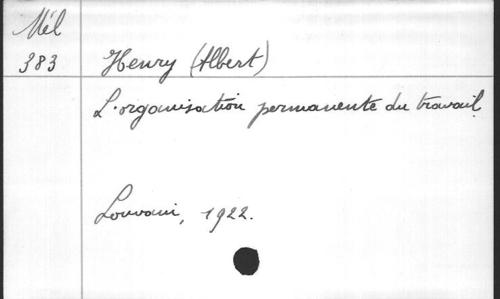 Mél
383
Henry (Albert)
L'organisation permanente du travail.
Louvain, 1922.